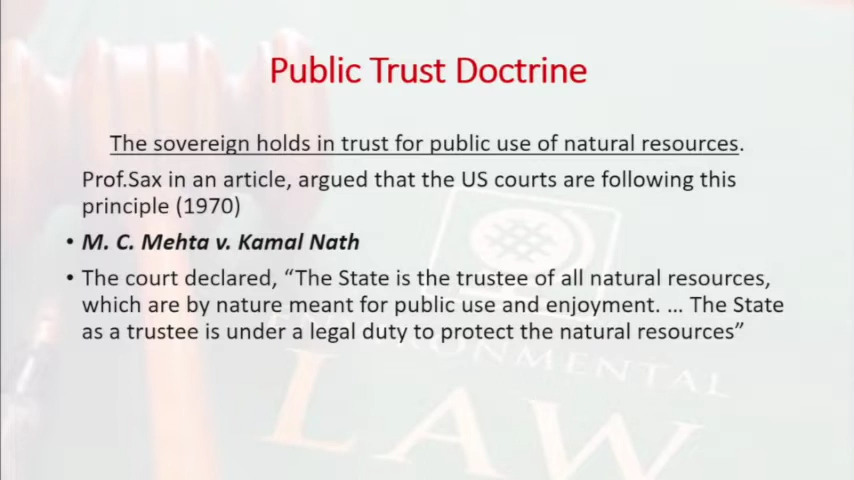 Public Trust Doctrine
The sovereign holds in trust for public use of natural resources.
Prof.Sax in an article, argued that the US courts are following this
principle (1970)
• M. C. Mehta v. Kamal Nath
• The court declared, “The State is the trustee of all natural resources,
which are by nature meant for public use and enjoyment. ... The State
as a trustee is under a legal duty to protect the natural resources”
ENVIRONMENTAL
LAW